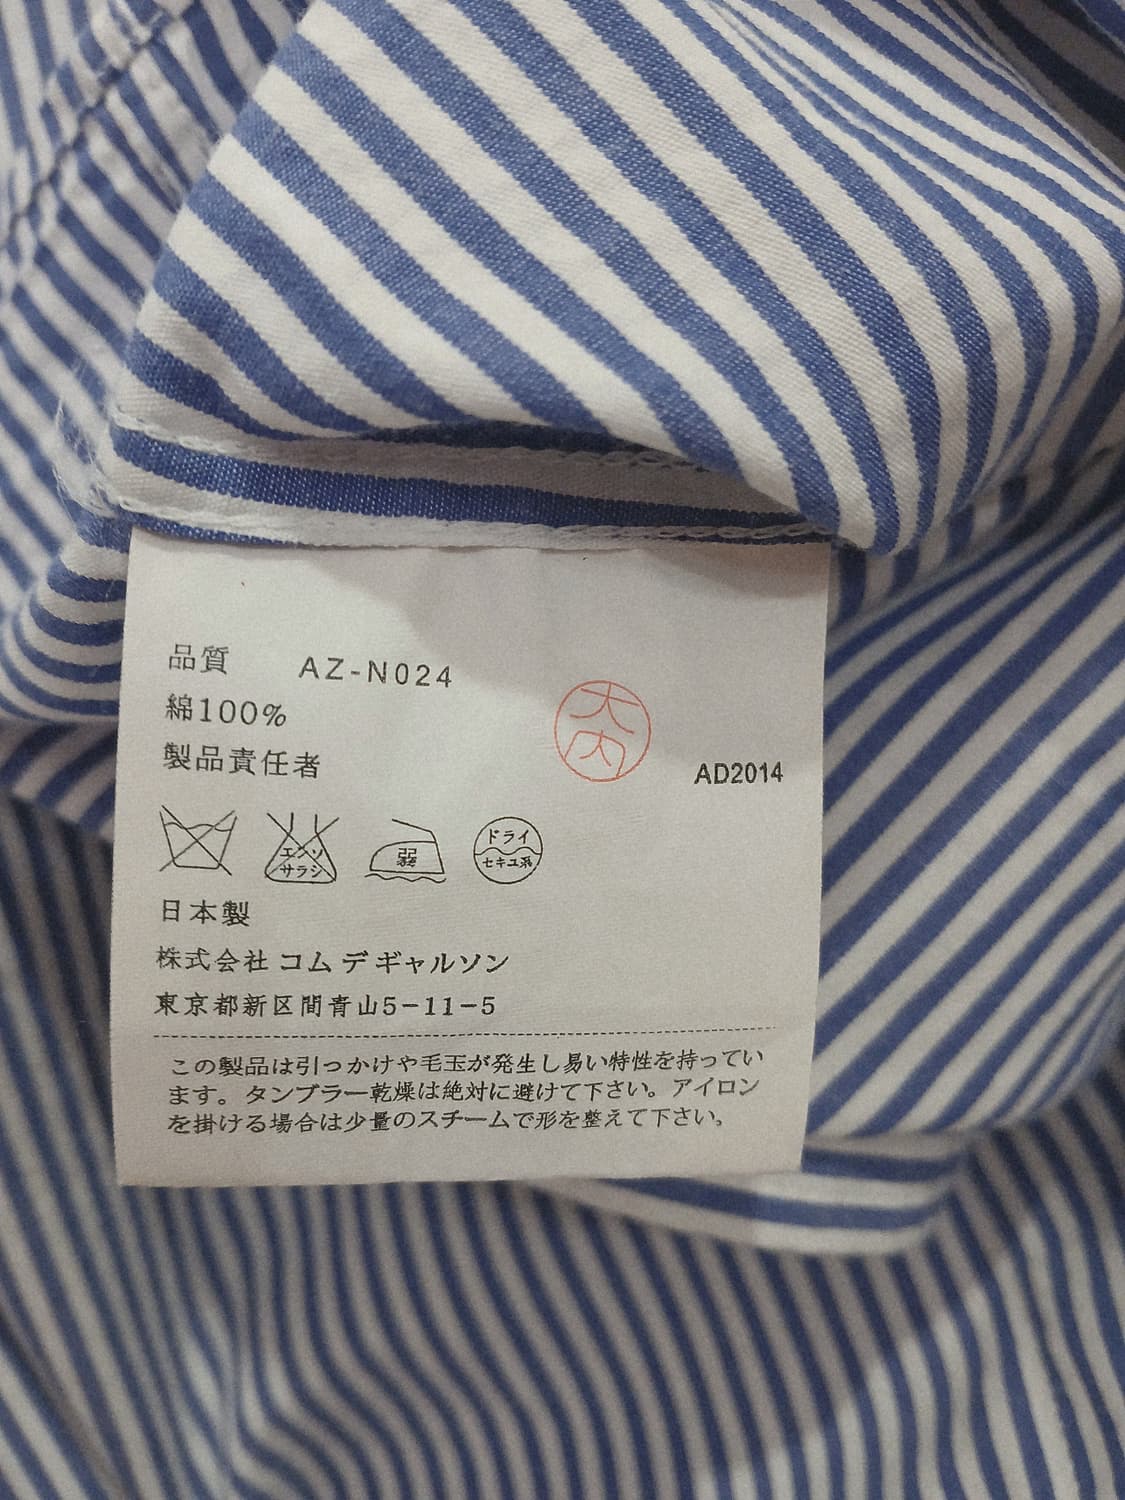 品質 AZ-N024
綿100%
大内
製品責任者
AD2014
エンソ
サラシ
弱
ドライ
セキユ系
日本製
株式会社 コム デ ギャルソン
東京都新区間青山5-11-5
この製品は引っかけや毛玉が発生し易い特性を持ってい
ます。タンブラー乾燥は絶対に避けて下さい。アイロン
を掛ける場合は少量のスチームで形を整えて下さい。